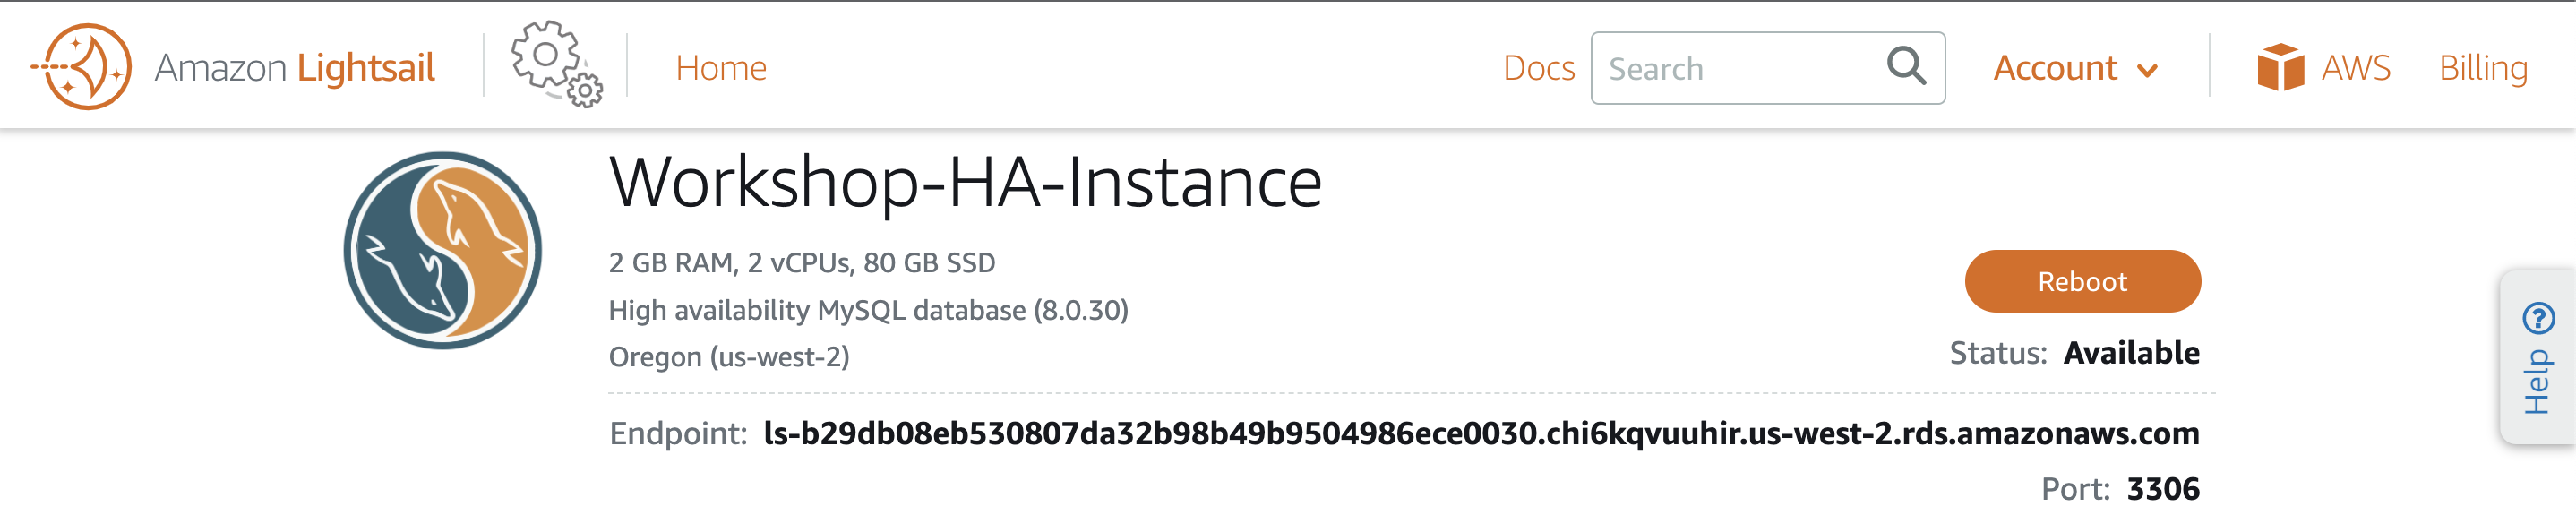 Amazon Lightsail Home Docs Search Account AWS Billing
Workshop-HA-Instance
2 GB RAM, 2 vCPUs, 80 GB SSD
Reboot
High availability MySQL database (8.0.30)
Oregon (us-west-2)
Status: Available
Help
Endpoint: ls-b29db08eb530807da32b98b49b9504986ece0030.chi6kqvuuhir.us-west-2.rds.amazonaws.com
Port: 3306